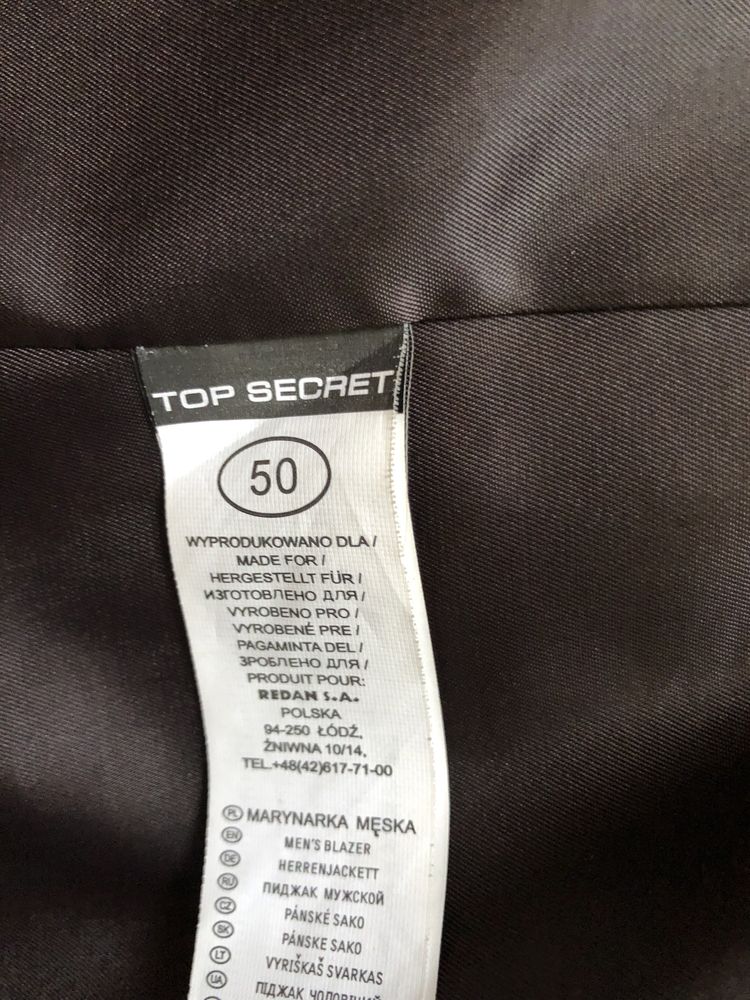 TOP SECRET
50
WYPRODUKOWANO DLA /
MADE FOR /
HERGESTELLT FÜR /
ИЗГОТОВЛЕНО ДЛЯ /
VYROBENO PRO /
VYROBENÉ PRE /
PAGAMINTA DEL /
ЗРОБЛЕНО ДЛЯ /
PRODUIT POUR:
REDAN S.A.
POLSKA
94-250 ŁÓDŹ,
ŻNIWNA 10/14,
TEL.+48(42)617-71-00
PL MARYNARKA MĘSKA
EN MEN'S BLAZER
DE HERRENJACKETT
RU ПИДЖАК МУЖСКОЙ
CZ PÁNSKÉ SAKO
SK PÁNSKE SAKO
LT VYRIŠKAŠ SVARKAS
UA ПІДЖАК ЧОЛОВІЧИЙ